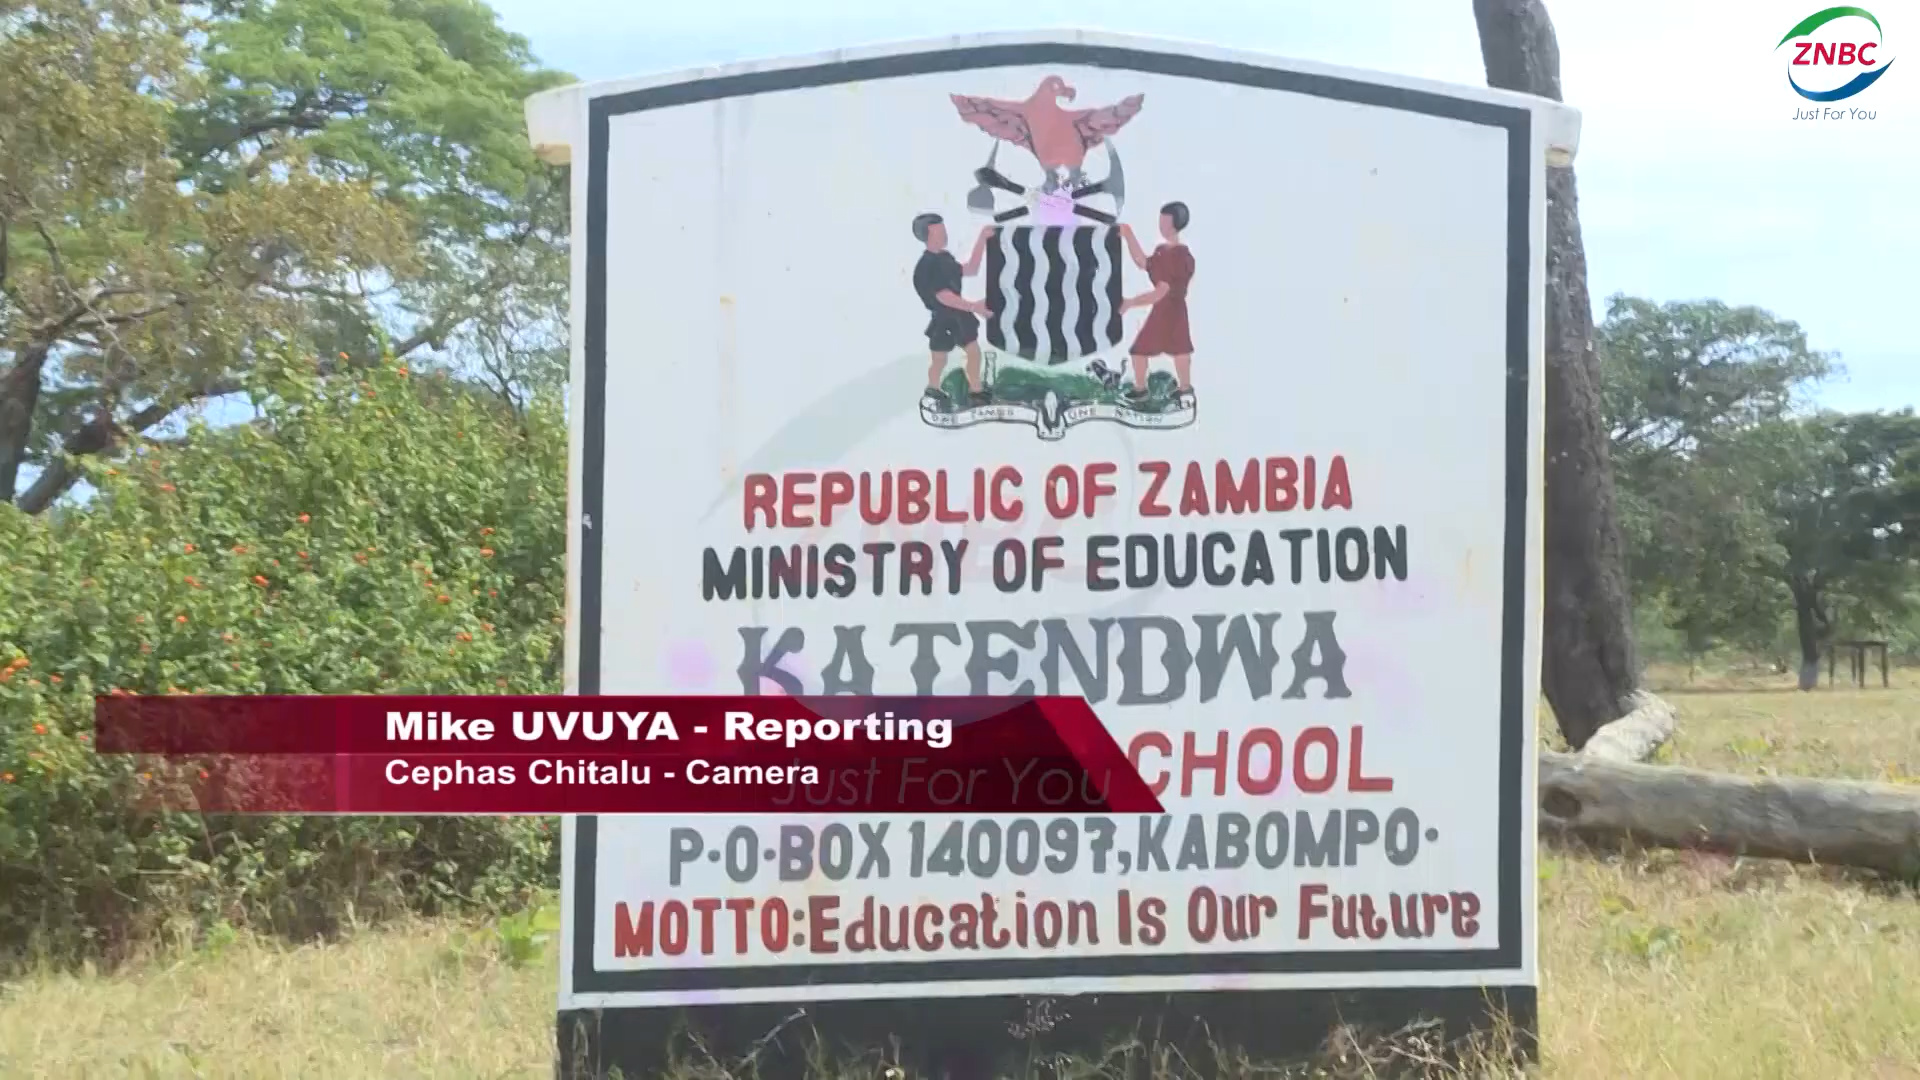 ZNBC
Just For You
ONE ZAMBIA ONE NATION
REPUBLIC OF ZAMBIA
MINISTRY OF EDUCATION
KATENDWA
CHOOL
Mike UVUYA - Reporting
Cephas Chitalu - Camera
Just For You
P.O.BOX 140097,KABOMPO.
MOTTO:Education Is Our Future